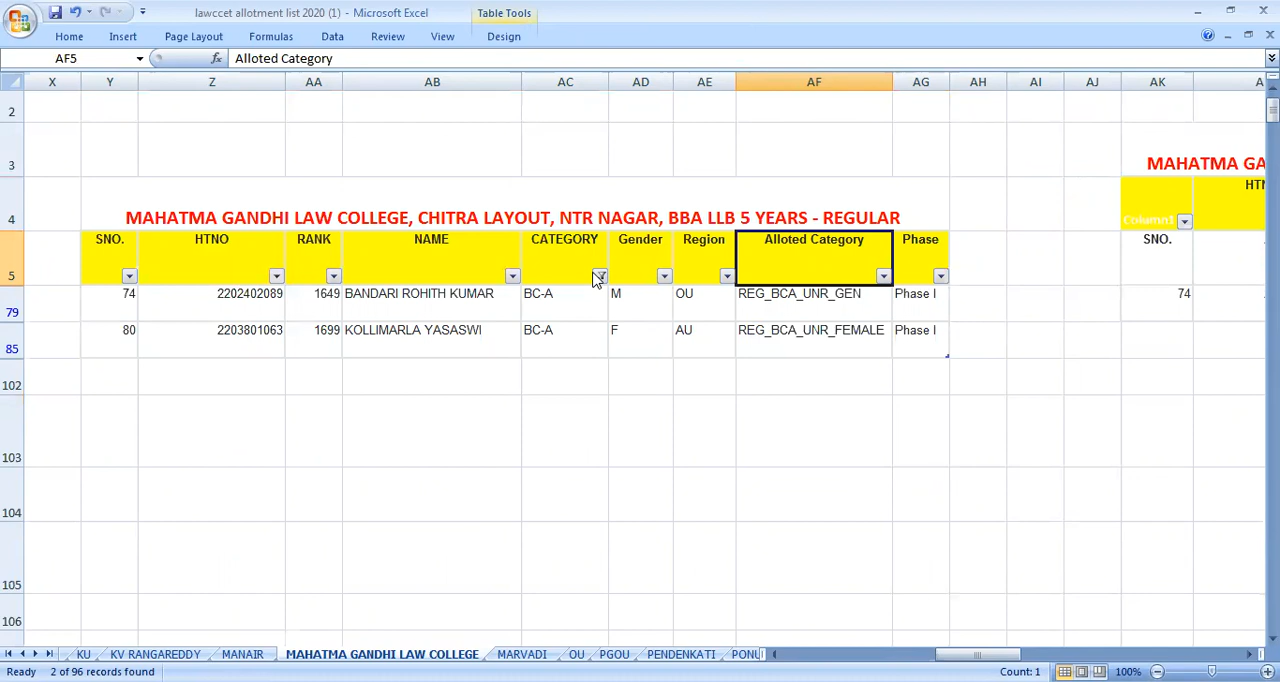 lawccet allotment list 2020 (1) - Microsoft Excel
Table Tools
Home Insert Page Layout Formulas Data Review View Design
AF5 fx Alloted Category
X Y Z AA AB AC AD AE AF AG AH AI AJ AK
2
3 MAHATMA GA
4 MAHATMA GANDHI LAW COLLEGE, CHITRA LAYOUT, NTR NAGAR, BBA LLB 5 YEARS - REGULAR Column1
5 SNO. HTNO RANK NAME CATEGORY Gender Region Alloted Category Phase SNO.
79 74 2202402089 1649 BANDARI ROHITH KUMAR BC-A M OU REG_BCA_UNR_GEN Phase I 74
85 80 2203801063 1699 KOLLIMARLA YASASWI BC-A F AU REG_BCA_UNR_FEMALE Phase I
102
103
104
105
106
KU KV RANGAREDDY MANAIR MAHATMA GANDHI LAW COLLEGE MARVADI OU PGOU PENDENKATI
Ready 2 of 96 records found Count: 1 100%